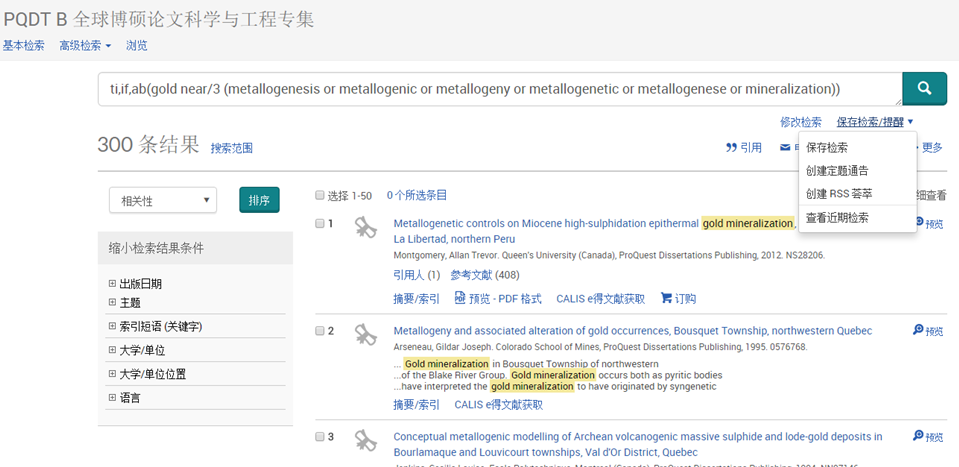 PQDT B 全球博硕论文科学与工程专集
基本检索 高级检索 浏览
ti,if,ab(gold near/3 (metallogenesis or metallogenic or metallogeny or metallogenetic or metallogenese or mineralization))
修改检索 保存检索/提醒
300 条结果 搜索范围 引用 更多
保存检索
创建定题通告
创建 RSS 荟萃
查看近期检索
相关性 排序
选择 1-50 0 个所选条目 细查看
缩小检索结果条件
出版日期
主题
索引短语 (关键字)
大学/单位
大学/单位位置
语言
1 Metallogenetic controls on Miocene high-sulphidation epithermal gold mineralization, 预览
La Libertad, northern Peru
Montgomery, Allan Trevor. Queen's University (Canada), ProQuest Dissertations Publishing, 2012. NS28206.
引用人 (1) 参考文献 (408)
摘要/索引 预览 - PDF 格式 CALIS e得文献获取 订购
2 Metallogeny and associated alteration of gold occurrences, Bousquet Township, northwestern Quebec 预览
Arseneau, Gildar Joseph. Colorado School of Mines, ProQuest Dissertations Publishing, 1995. 0576768.
... Gold mineralization in Bousquet Township of northwestern
...of the Blake River Group. Gold mineralization occurs both as pyritic bodies
...have interpreted the gold mineralization to have originated by syngenetic
摘要/索引 CALIS e得文献获取
3 Conceptual metallogenic modelling of Archean volcanogenic massive sulphide and lode-gold deposits in 预览
Bourlamaque and Louvicourt townships, Val d'Or District, Quebec